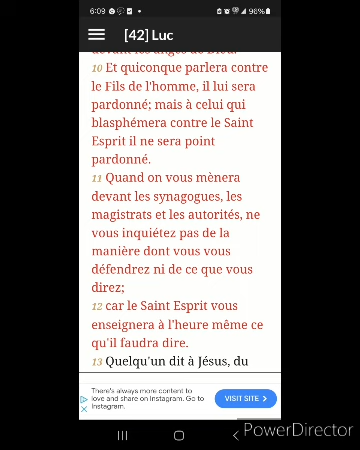 6:09
96%
[42] Luc
devant les anges de Dieu.
10 Et quiconque parlera contre
le Fils de l'homme, il lui sera
pardonné; mais à celui qui
blasphémera contre le Saint
Esprit il ne sera point
pardonné.
11 Quand on vous mènera
devant les synagogues, les
magistrats et les autorités, ne
vous inquiétez pas de la
manière dont vous vous
défendrez ni de ce que vous
direz;
12 car le Saint Esprit vous
enseignera à l'heure même ce
qu'il faudra dire.
13 Quelqu'un dit à Jésus, du
There's always more content to
love and share on Instagram. Go to
Instagram.
VISIT SITE
PowerDirector